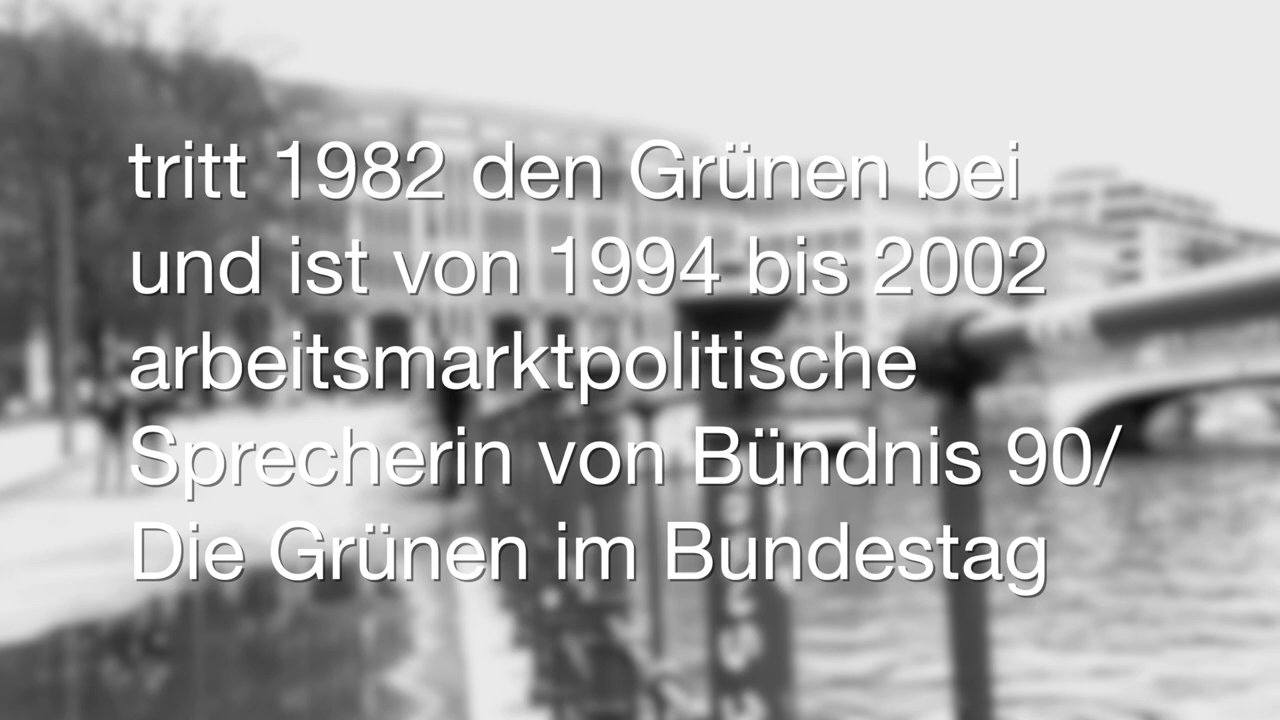 tritt 1982 den Grünen bei
und ist von 1994 bis 2002
arbeitsmarktpolitische
Sprecherin von Bündnis 90/
Die Grünen im Bundestag